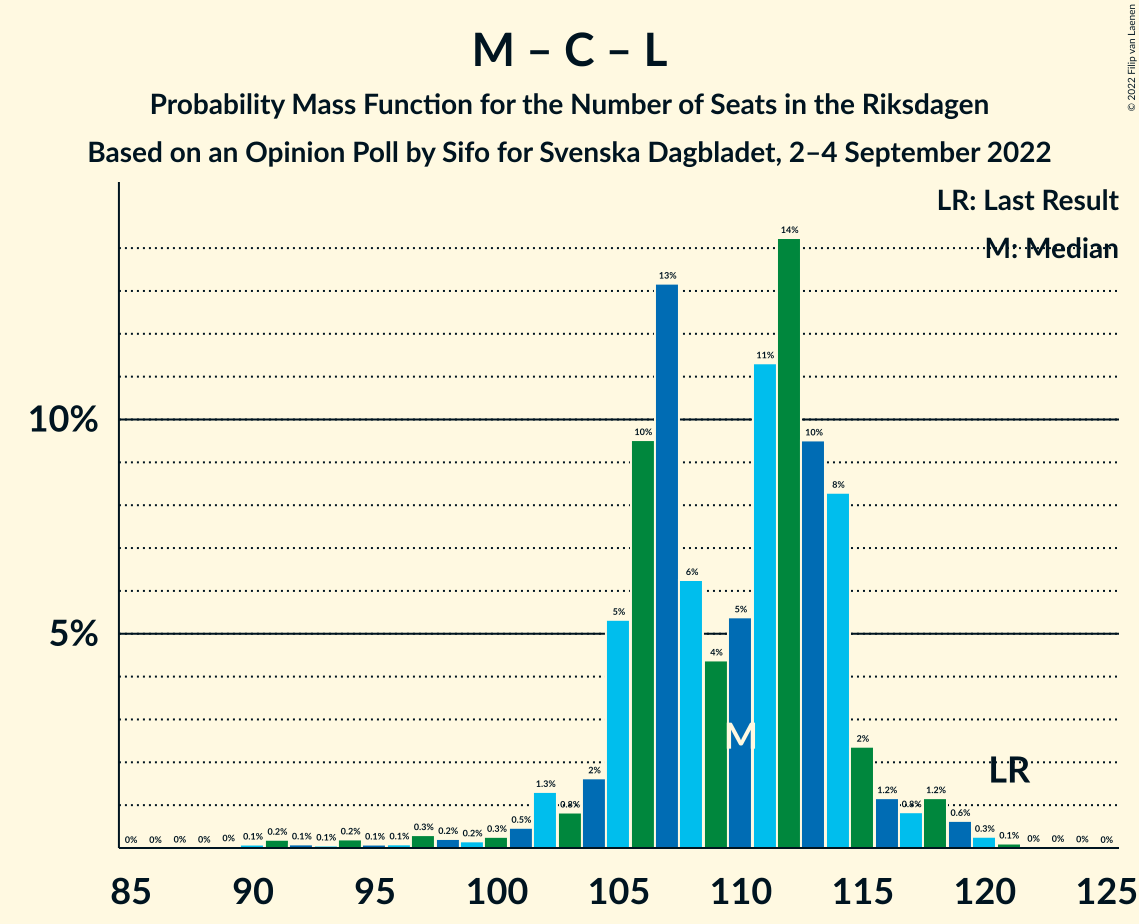 M – C – L
Probability Mass Function for the Number of Seats in the Riksdagen
Based on an Opinion Poll by Sifo for Svenska Dagbladet, 2–4 September 2022
© 2022 Filip van Laenen
LR: Last Result
M: Median
10%
5%
0% 0% 0% 0% 0% 0.1% 0.2% 0.1% 0.1% 0.2% 0.1% 0.1% 0.3% 0.2% 0.2% 0.3% 0.5% 1.3% 0.8% 2% 5% 10% 13% 6% 4% 5% 11% 14% 10% 8% 2% 1.2% 0.8% 1.2% 0.6% 0.3% 0.1% 0% 0% 0% 0%
M
LR
85 90 95 100 105 110 115 120 125